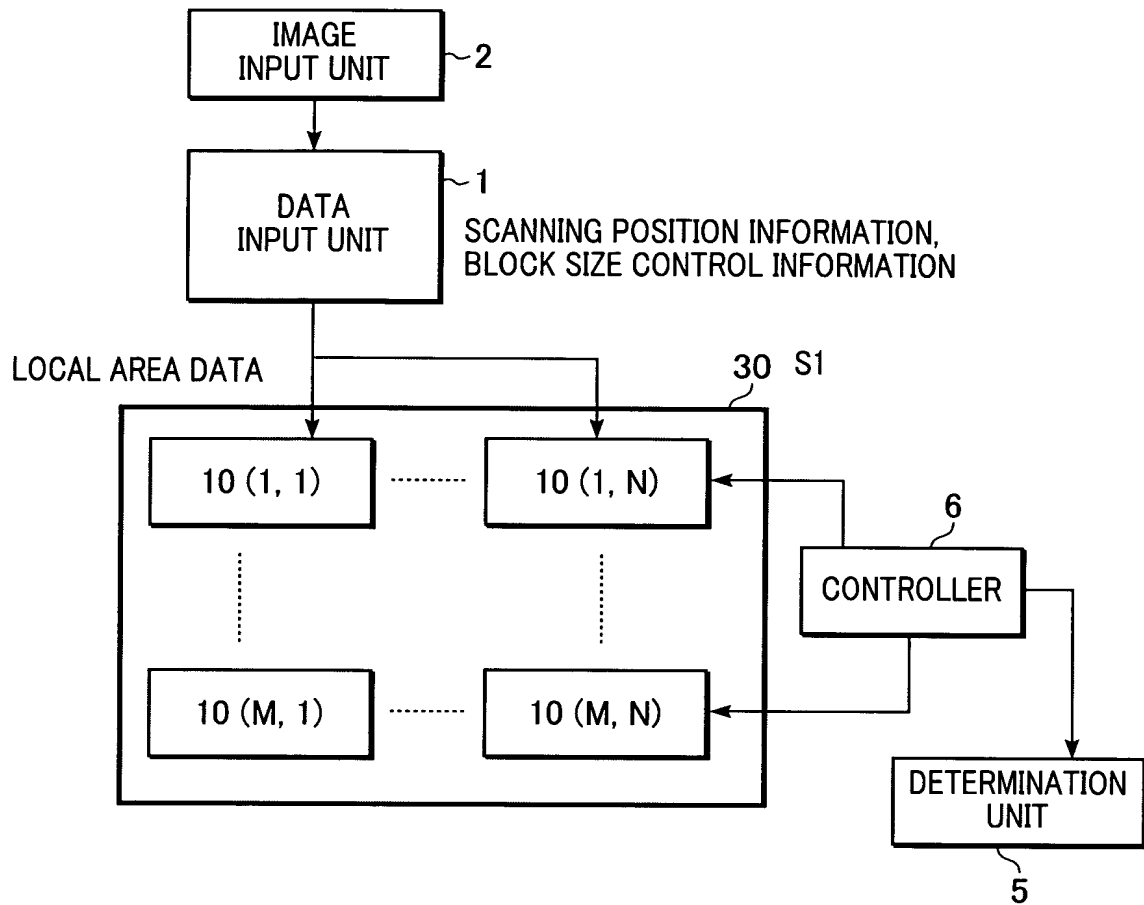 IMAGE
INPUT UNIT
2
1
DATA
INPUT UNIT
SCANNING POSITION INFORMATION,
BLOCK SIZE CONTROL INFORMATION
LOCAL AREA DATA
30 S1
10 (1, 1)
10 (1, N)
6
CONTROLLER
10 (M, 1)
10 (M, N)
DETERMINATION
UNIT
5